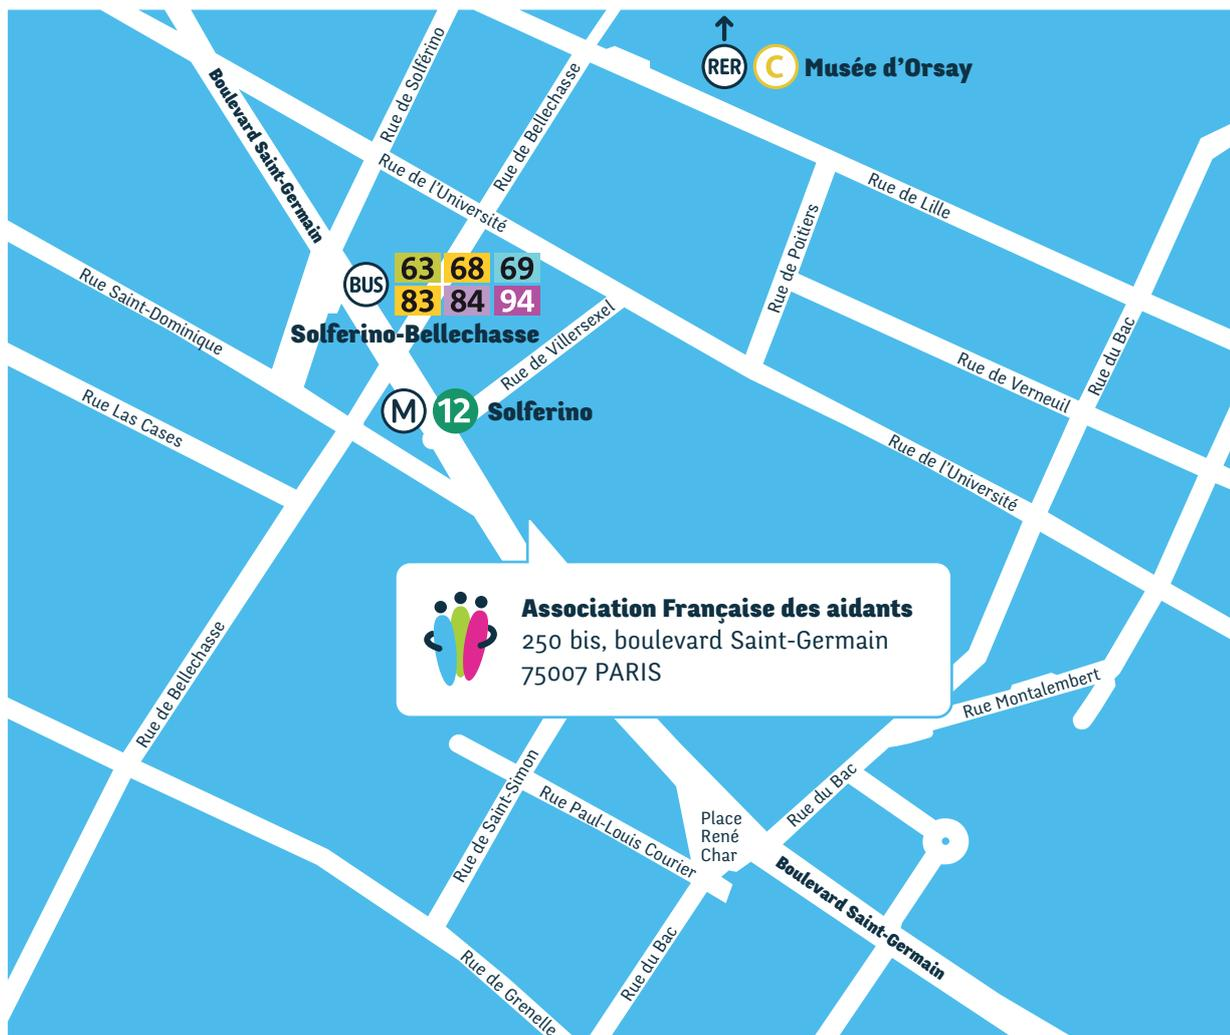 RER C Musée d'Orsay
Rue de Solférino
Rue de Bellechasse
Boulevard Saint-Germain
Rue de l'Université
Rue de Lille
Rue de Poitiers
BUS 63 68 69
83 84 94
Solferino-Bellechasse
Rue Saint-Dominique
Rue de Villersexel
Rue du Bac
Rue de Verneuil
Rue Las Cases
M 12 Solferino
Rue de l'Université
Association Française des aidants
250 bis, boulevard Saint-Germain
75007 PARIS
Rue de Bellechasse
Rue Montalembert
Rue de Saint-Simon
Rue Paul-Louis Courier
Rue du Bac
Place
René
Char
Boulevard Saint-Germain
Rue du Bac
Rue de Grenelle